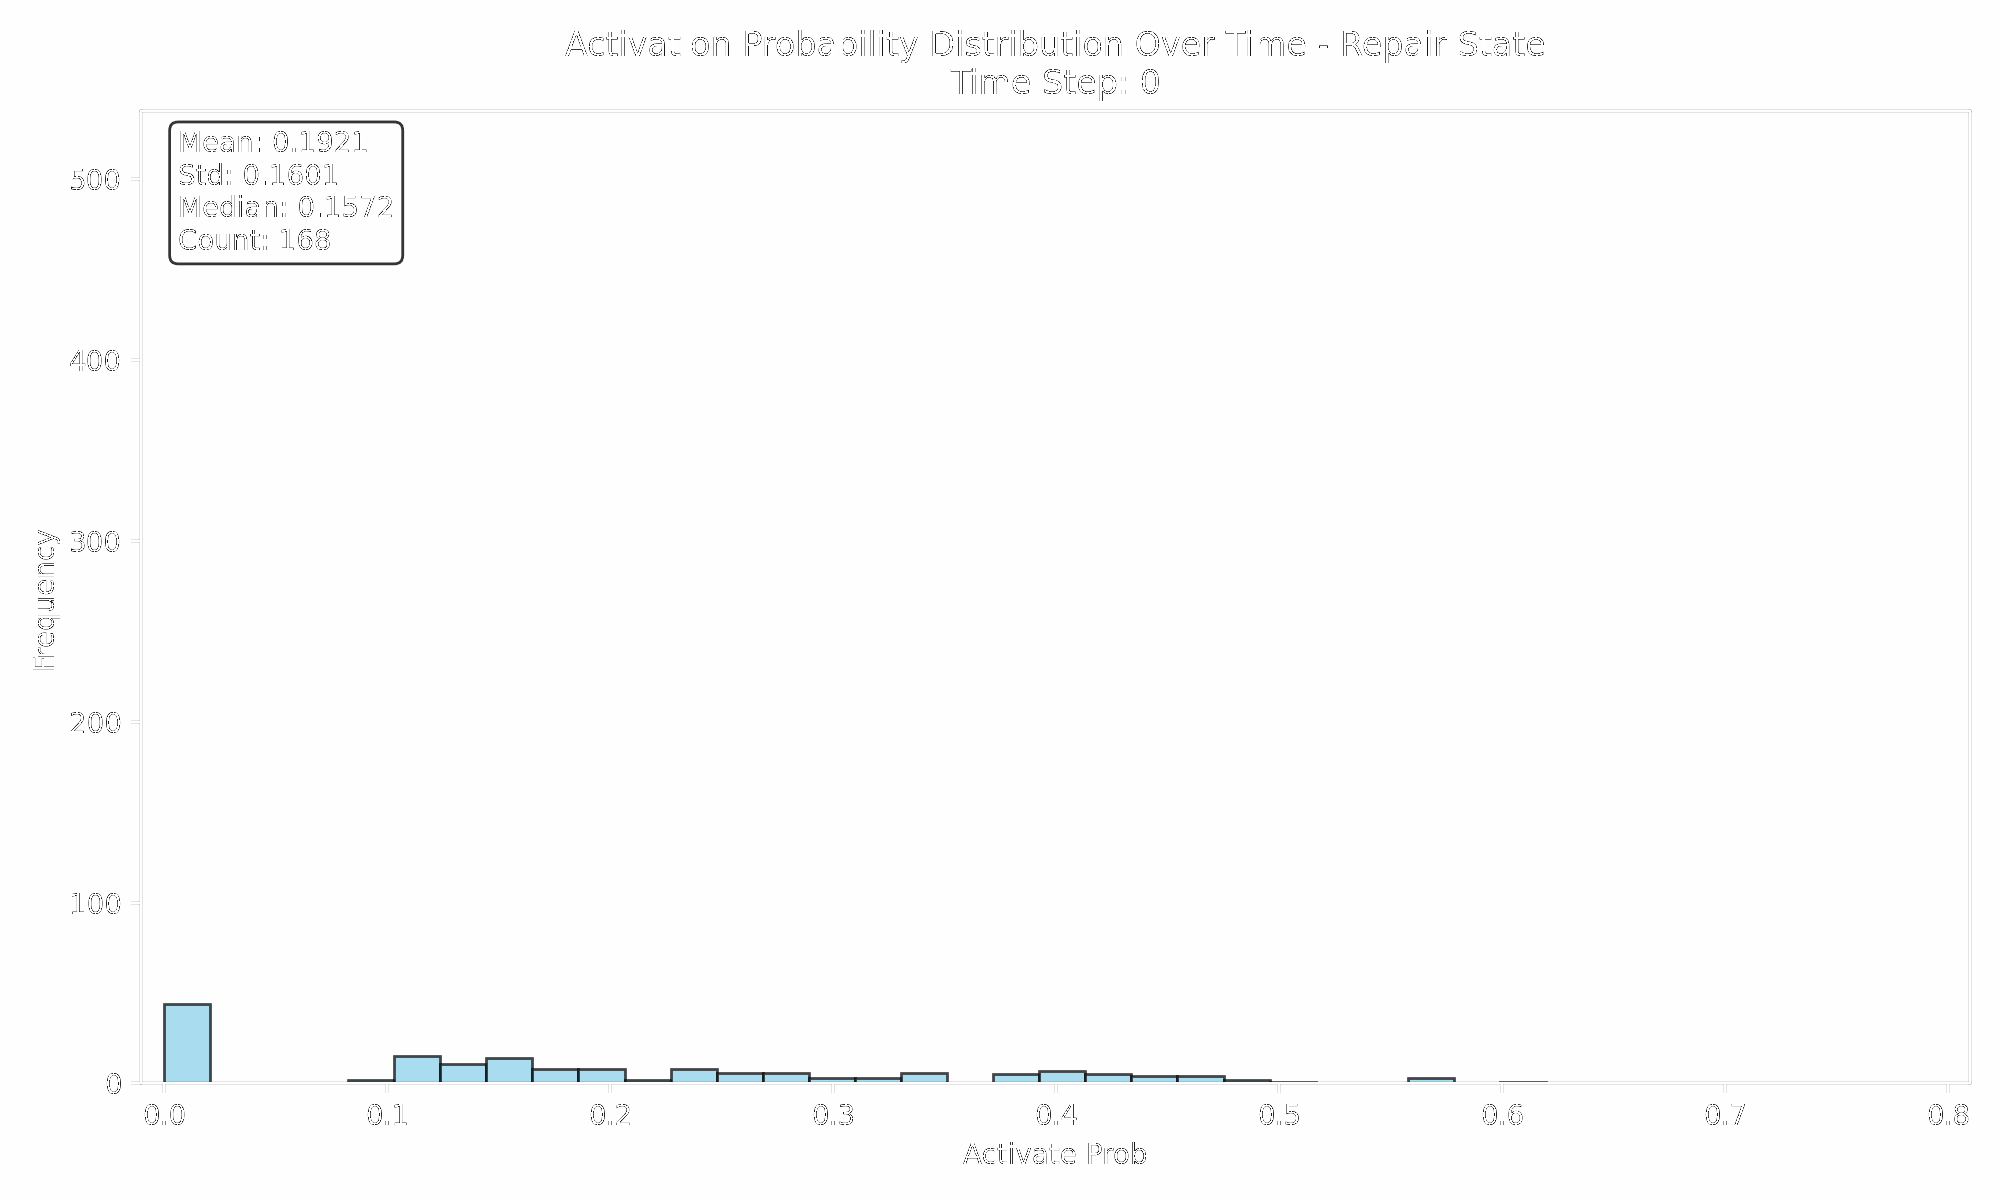 Activation Probability Distribution Over Time - Repair State
Time Step: 0
Mean: 0.1921
Std: 0.1601
Median: 0.1572
Count: 168
500
400
300
200
100
0
Frequency
0.0 0.1 0.2 0.3 0.4 0.5 0.6 0.7 0.8
Activate Prob